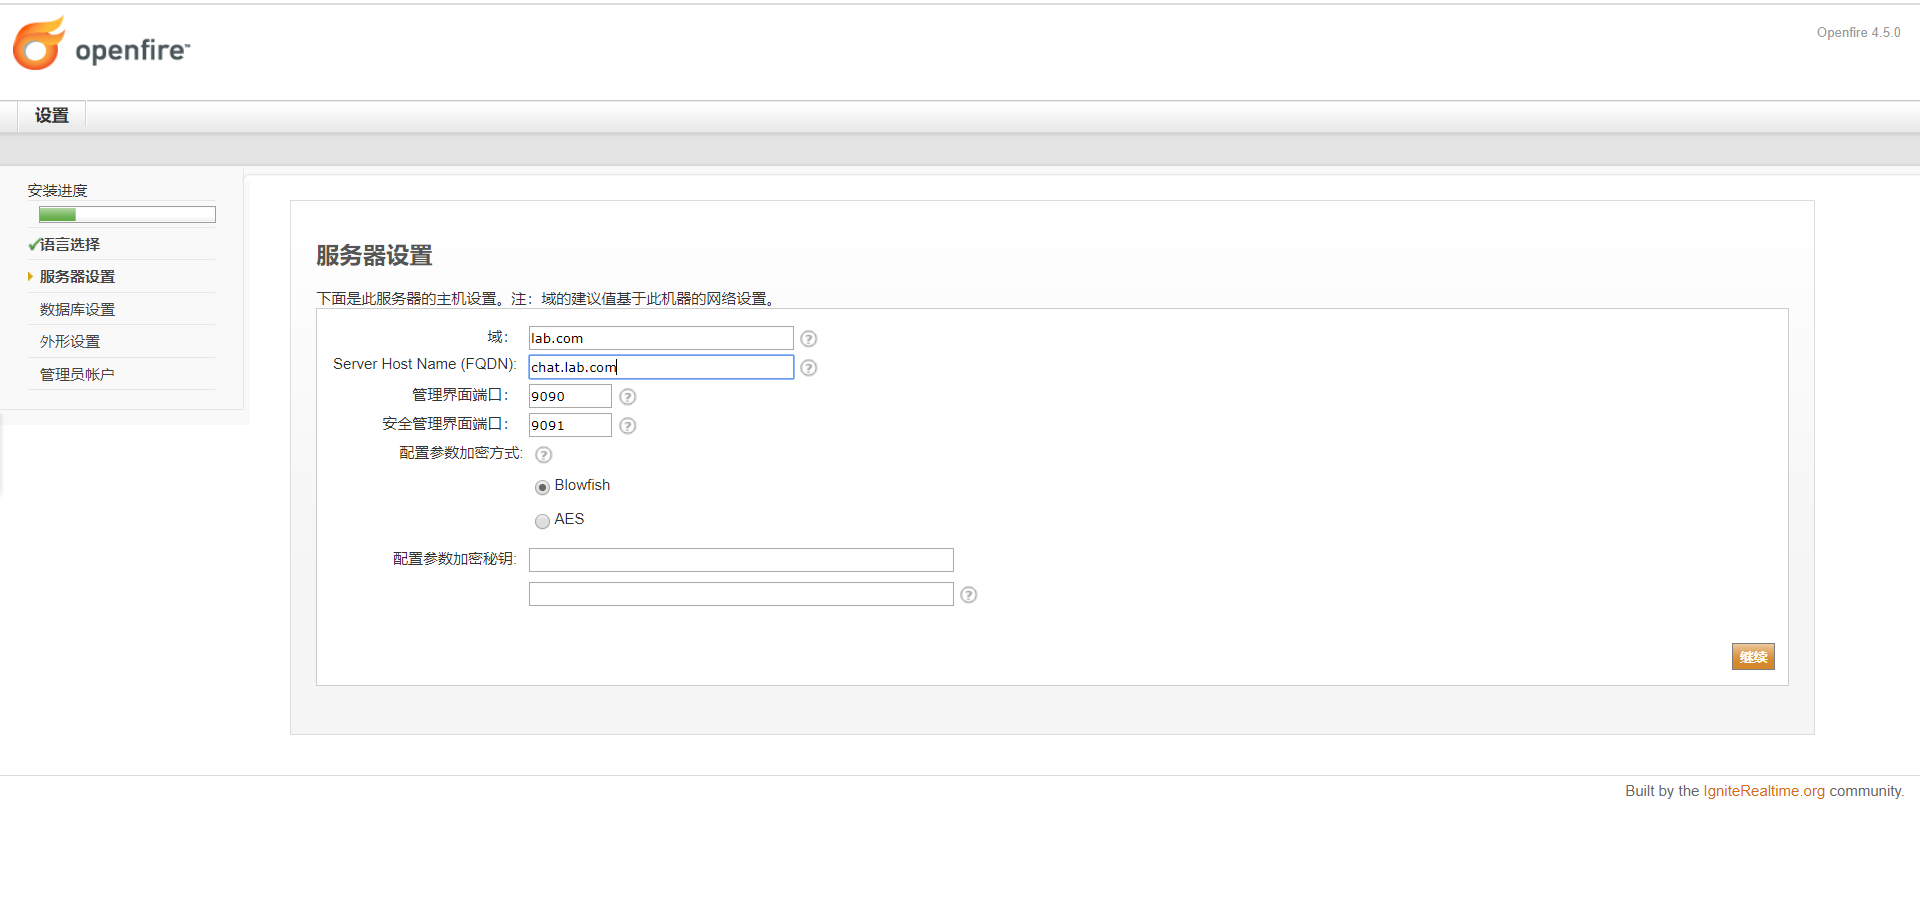 openfire™
Openfire 4.5.0
设置
安装进度
语言选择
服务器设置
数据库设置
外形设置
管理员帐户
服务器设置
下面是此服务器的主机设置。注：域的建议值基于此机器的网络设置。
域： lab.com
Server Host Name (FQDN): chat.lab.com
管理界面端口： 9090
安全管理界面端口： 9091
配置参数加密方式:
Blowfish
AES
配置参数加密秘钥:
继续
Built by the IgniteRealtime.org community.